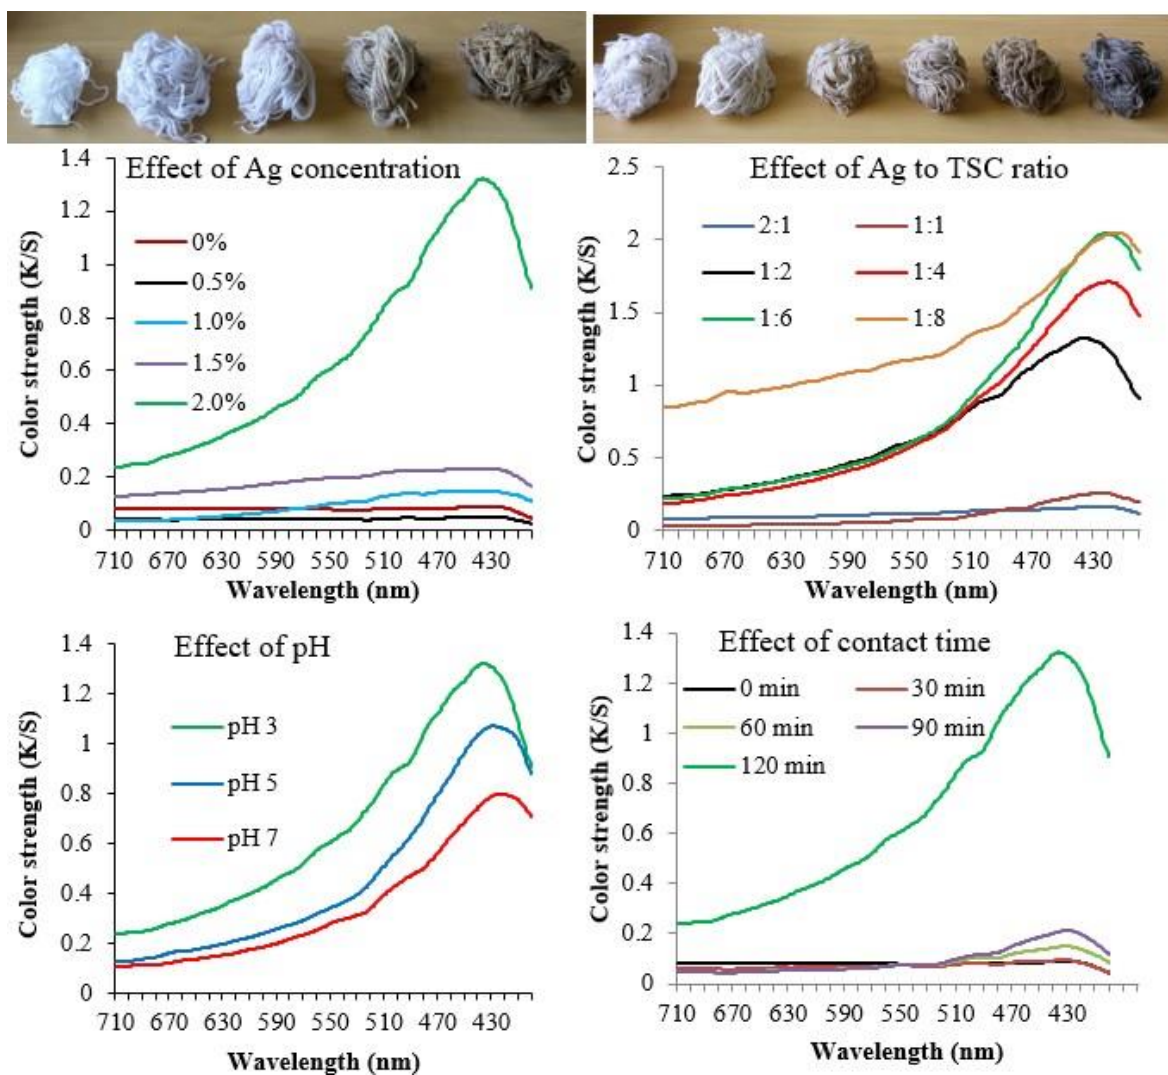 Effect of Ag concentration
Color strength (K/S)
1.4
1.2
1
0.8
0.6
0.4
0.2
0
0%
0.5%
1.0%
1.5%
2.0%
710 670 630 590 550 510 470 430
Wavelength (nm)
Effect of Ag to TSC ratio
Color strength (K/S)
2.5
2
1.5
1
0.5
0
2:1 1:1
1:2 1:4
1:6 1:8
710 670 630 590 550 510 470 430
Wavelength (nm)
Effect of pH
Color strength (K/S)
1.4
1.2
1
0.8
0.6
0.4
0.2
0
pH 3
pH 5
pH 7
710 670 630 590 550 510 470 430
Wavelength (nm)
Effect of contact time
Color strength (K/S)
1.4
1.2
1
0.8
0.6
0.4
0.2
0
0 min 30 min
60 min 90 min
120 min
710 670 630 590 550 510 470 430
Wavelength (nm)